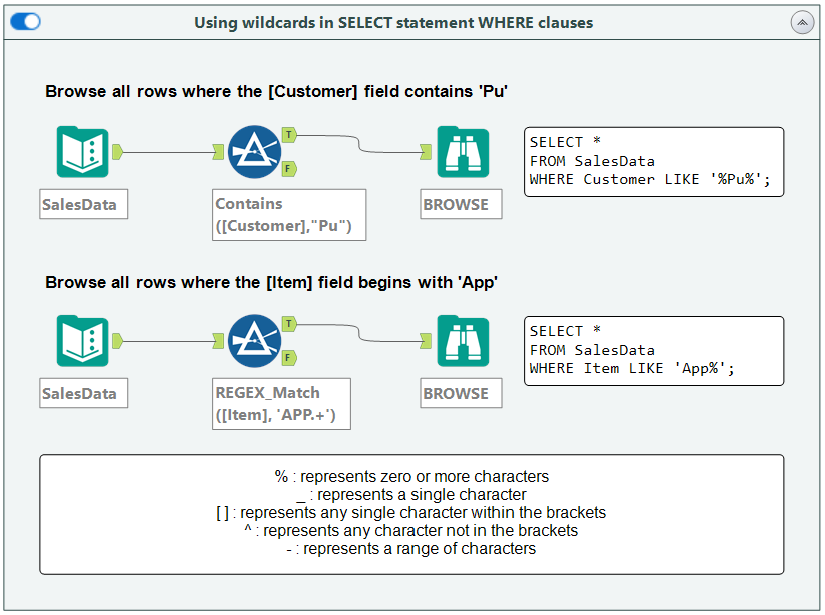 Using wildcards in SELECT statement WHERE clauses
Browse all rows where the [Customer] field contains 'Pu'
T
F
SalesData
Contains
([Customer],"Pu")
BROWSE
SELECT *
FROM SalesData
WHERE Customer LIKE '%Pu%';
Browse all rows where the [Item] field begins with 'App'
T
F
SalesData
REGEX_Match
([Item], 'APP.+')
BROWSE
SELECT *
FROM SalesData
WHERE Item LIKE 'App%';
% : represents zero or more characters
_ : represents a single character
[ ] : represents any single character within the brackets
^ : represents any character not in the brackets
- : represents a range of characters